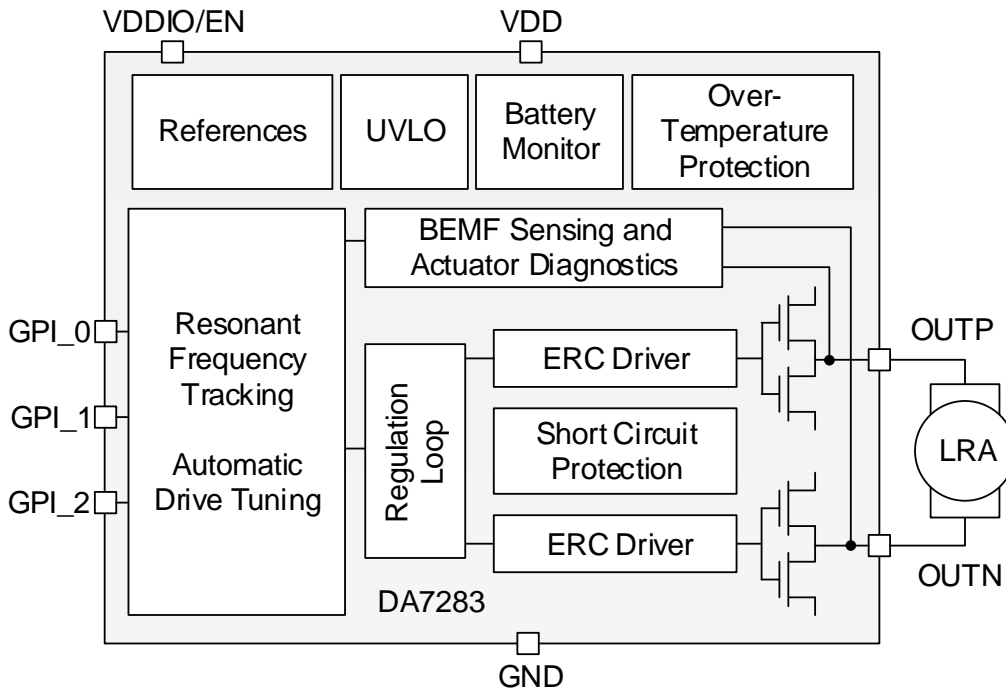 VDDIO/EN
VDD
References
UVLO
Battery
Monitor
Over-
Temperature
Protection
BEMF Sensing and
Actuator Diagnostics
GPI_0
GPI_1
GPI_2
Resonant
Frequency
Tracking
Automatic
Drive Tuning
Regulation
Loop
ERC Driver
Short Circuit
Protection
ERC Driver
OUTP
LRA
OUTN
DA7283
GND